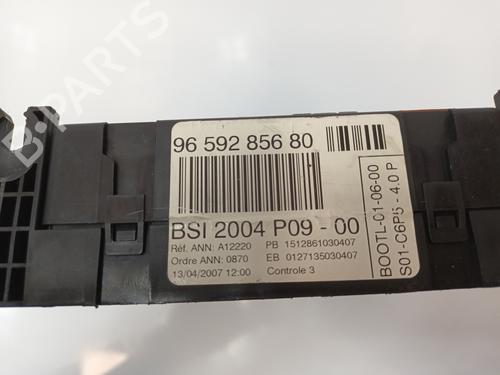 B-PARTS
96 592 856 80
BSI 2004 P09 - 00
Réf. ANN: A12220 PB 1512861030407
Ordre ANN: 0870 EB 0127135030407
13/04/2007 12:00 Controle 3
BOOTL-01-06-00
S01-C6P5 - 4.0 P